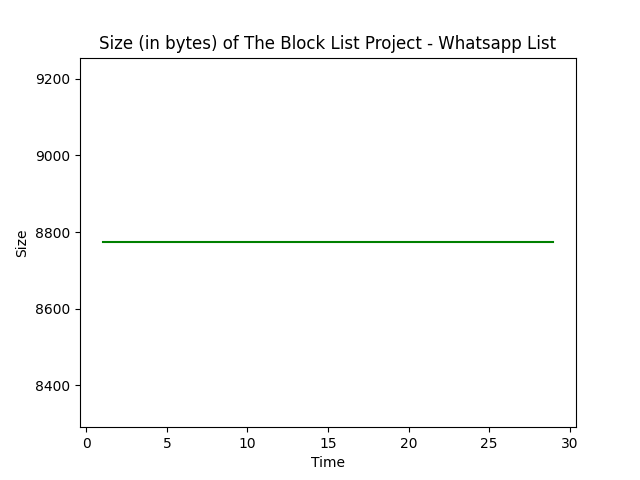 Size (in bytes) of The Block List Project - Whatsapp List
9200
9000
8800
8600
8400
Size
0 5 10 15 20 25 30
Time